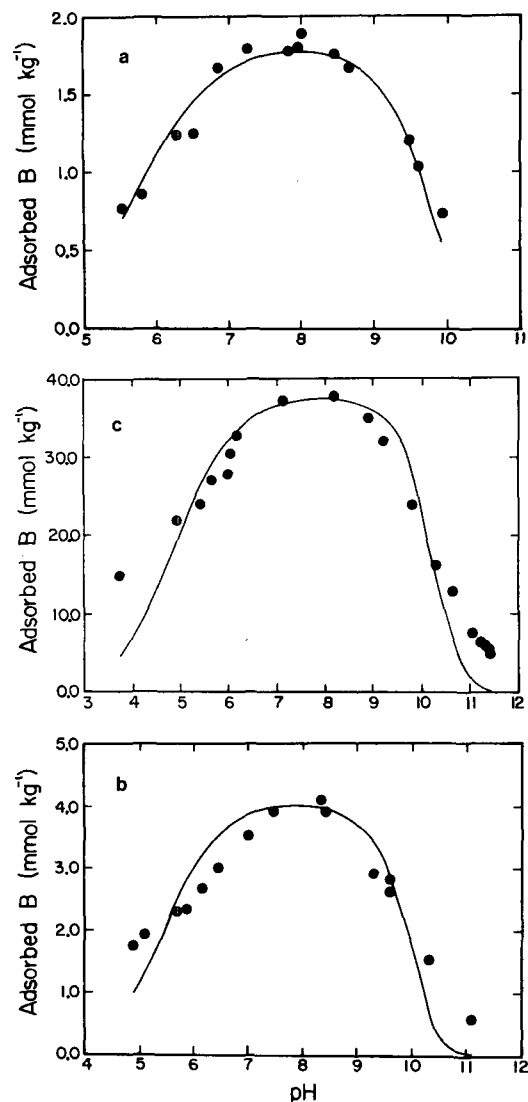 a
Adsorbed B (mmol kg⁻¹)
2.0
1.5
1.0
0.5
0.0
5 6 7 8 9 10 11
c
Adsorbed B (mmol kg⁻¹)
40.0
30.0
20.0
10.0
0.0
3 4 5 6 7 8 9 10 11 12
b
Adsorbed B (mmol kg⁻¹)
5.0
4.0
3.0
2.0
1.0
0.0
4 5 6 7 8 9 10 11 12
pH